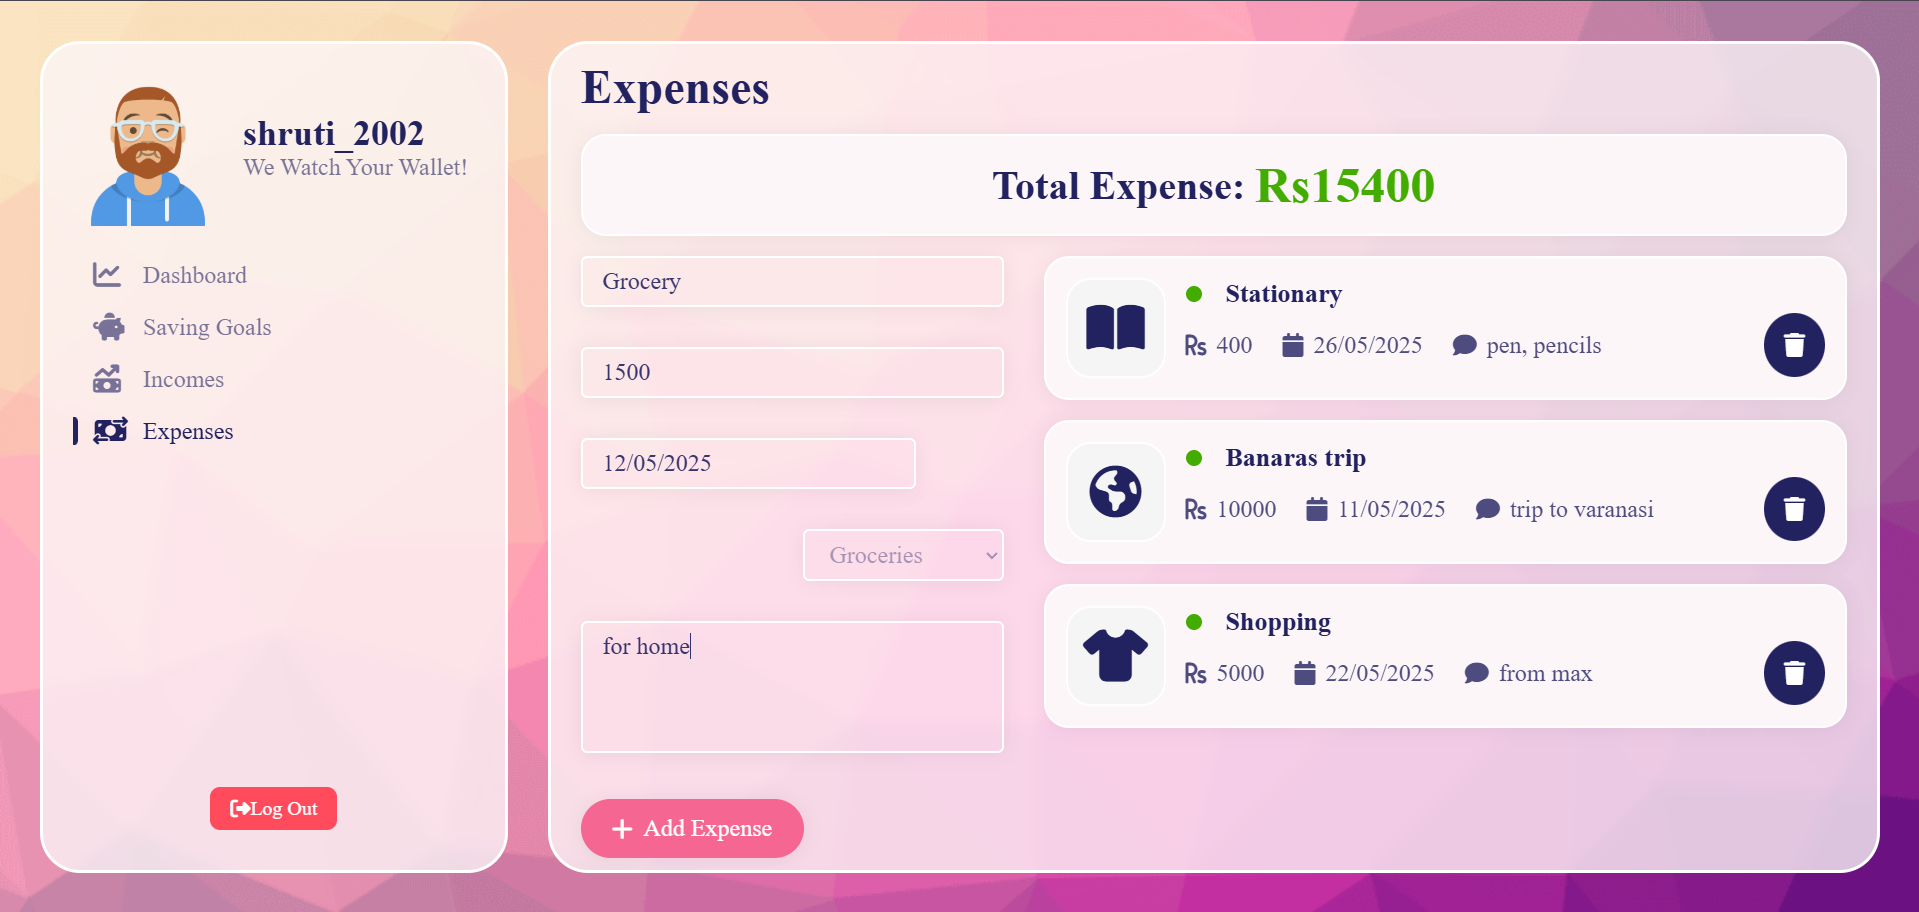 shruti_2002
We Watch Your Wallet!
Dashboard
Saving Goals
Incomes
Expenses
Log Out
Expenses
Total Expense: Rs15400
Grocery
1500
12/05/2025
Groceries
for home
Add Expense
Stationary
Rs 400 26/05/2025 pen, pencils
Banaras trip
Rs 10000 11/05/2025 trip to varanasi
Shopping
Rs 5000 22/05/2025 from max